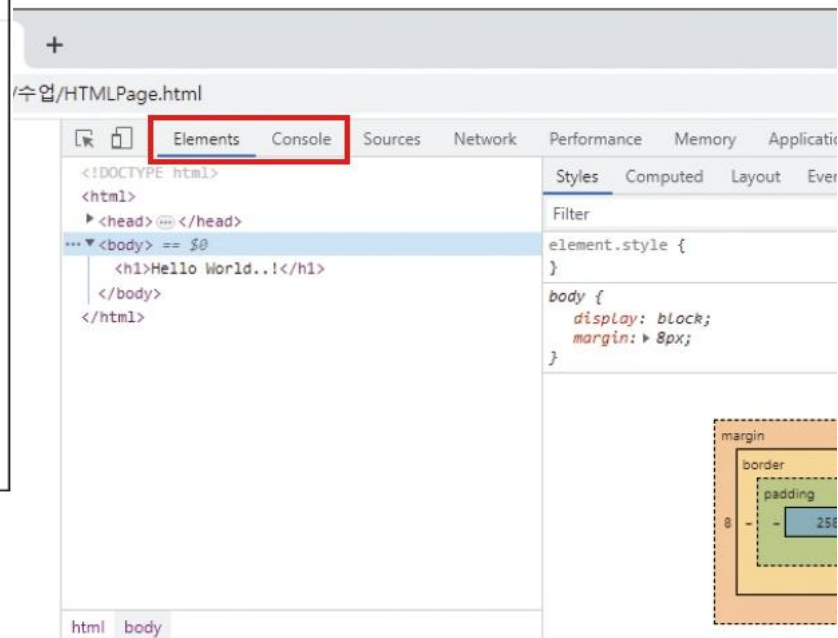 +
/수업/HTMLPage.html
Elements Console Sources Network Performance Memory
Styles Computed Layout
<!DOCTYPE html>
<html>
<head>…</head>
<body> == $0
<h1>Hello World..!</h1>
</body>
</html>
html body
Filter
element.style {
}
body {
display: block;
margin: 8px;
}
margin
border
padding
8 - - 258